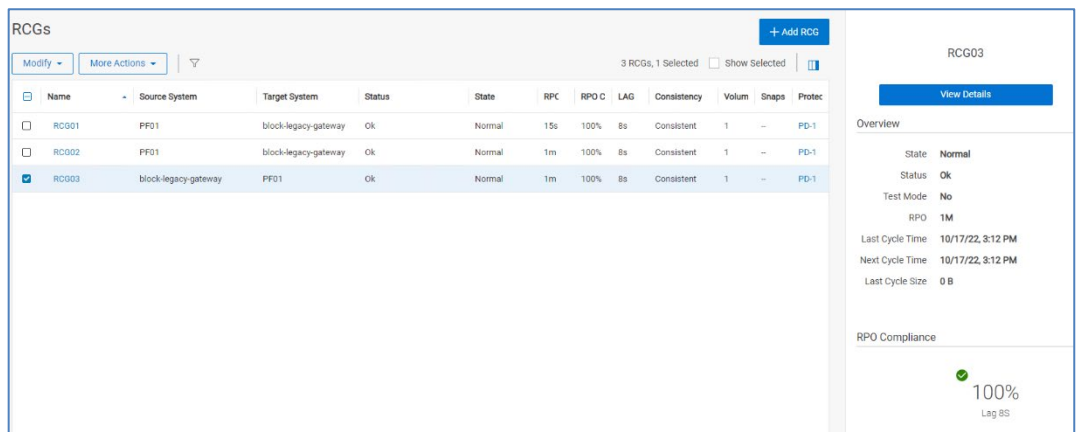 RCGs
+ Add RCG
Modify More Actions 3 RCGs, 1 Selected Show Selected
Name Source System Target System Status State RPC RPO C LAG Consistency Volum Snaps Protec
RCG01 PF01 block-legacy-gateway Ok Normal 15s 100% 8s Consistent 1 -- PD-1
RCG02 PF01 block-legacy-gateway Ok Normal 1m 100% 8s Consistent 1 -- PD-1
RCG03 block-legacy-gateway PF01 Ok Normal 1m 100% 8s Consistent 1 -- PD-1
RCG03
View Details
Overview
State Normal
Status Ok
Test Mode No
RPO 1M
Last Cycle Time 10/17/22, 3:12 PM
Next Cycle Time 10/17/22, 3:12 PM
Last Cycle Size 0 B
RPO Compliance
100%
Lag 8S